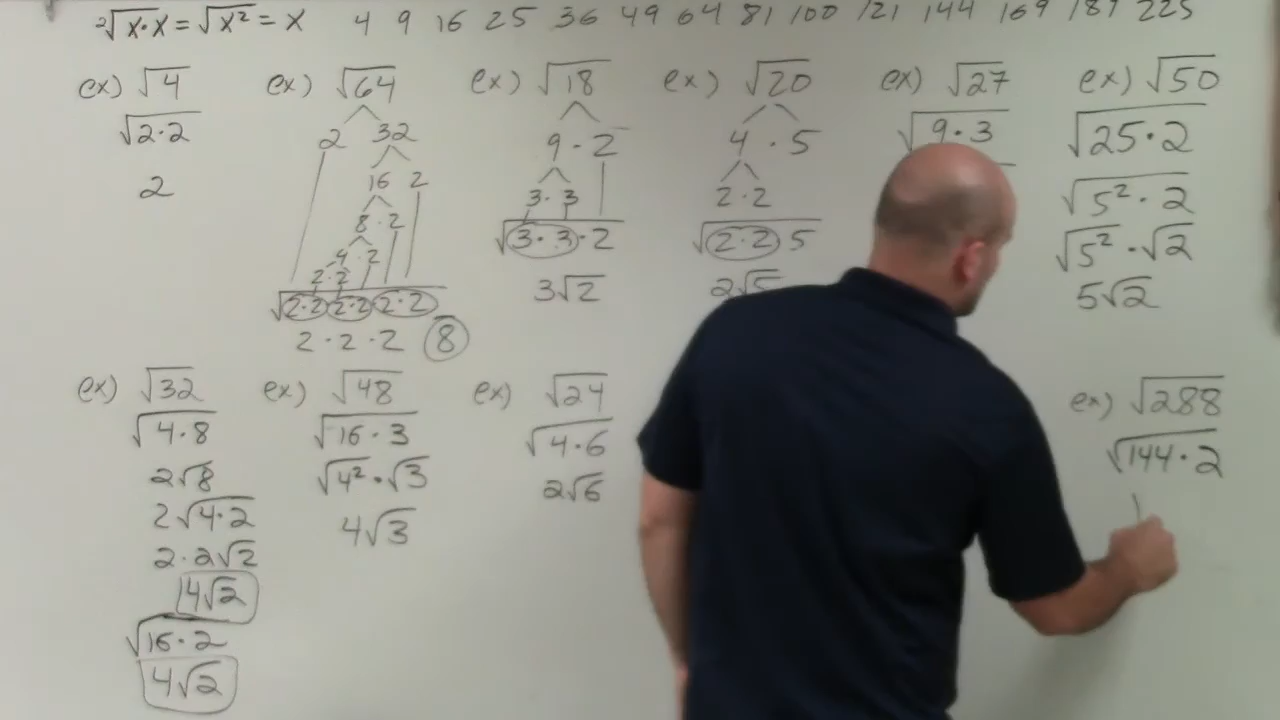 ²√x·x = √x² = x 4 9 16 25 36 49 64 81 100 121 144 169 189 225
ex) √4
√2·2
2
ex) √64
2 32
16 2
8·2
4·2
2·2
√2·2 2·2 2·2
2·2·2 8
ex) √18
9·2
3·3
√3·3·2
3√2
ex) √20
4·5
2·2
√2·2 5
2√5
ex) √27
√9·3
ex) √50
√25·2
√5²·2
√5²·√2
5√2
ex) √32
√4·8
2√8
2√4·2
2·2√2
4√2
√16·2
4√2
ex) √48
√16·3
√4²·√3
4√3
ex) √24
√4·6
2√6
ex) √288
√144·2
1